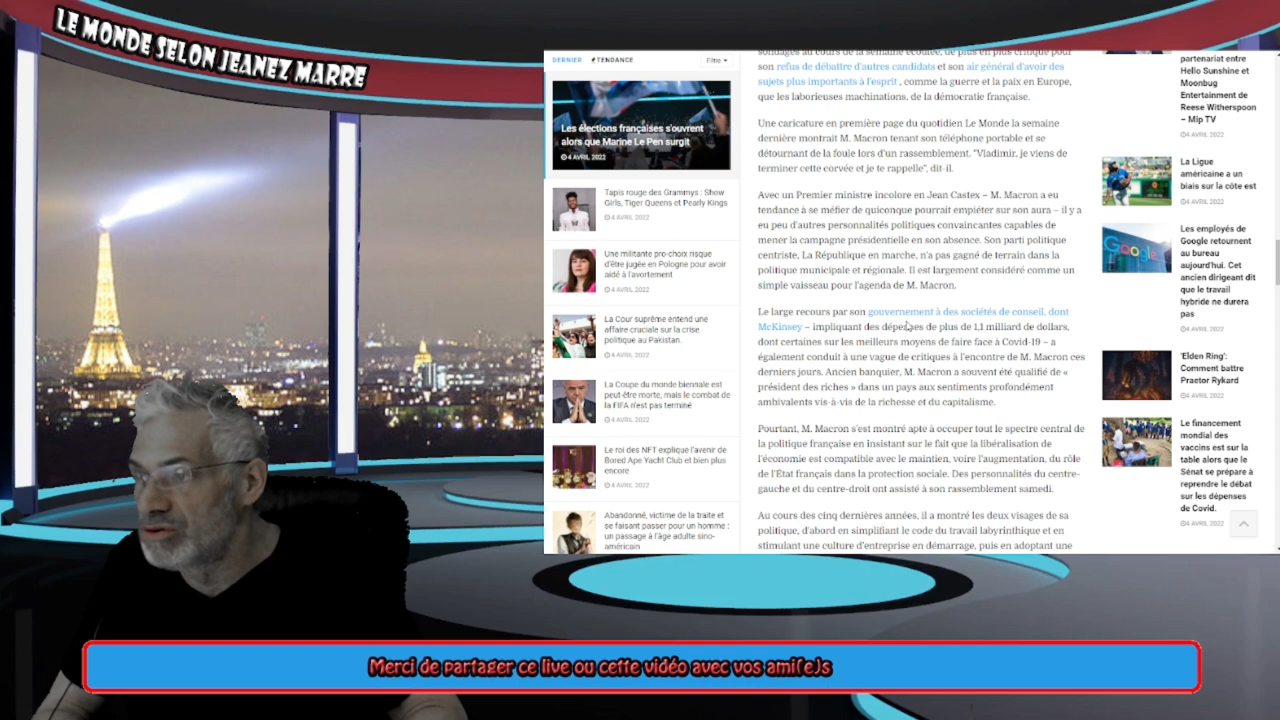 LE MONDE SELON JEANEZ MARRE
DERNIER
TENDANCE
Filtre
Les élections françaises s'ouvrent
alors que Marine Le Pen surgit
4 AVRIL 2022
Tapis rouge des Grammys : Show
Girls, Tiger Queens et Pearly Kings
4 AVRIL 2022
Une militante pro-choix risque
d'être jugée en Pologne pour avoir
aidé à l'avortement
4 AVRIL 2022
La Cour suprême entend une
affaire cruciale sur la crise
politique au Pakistan.
4 AVRIL 2022
La Coupe du monde biennale est
peut-être morte, mais le combat de
la FIFA n'est pas terminé
4 AVRIL 2022
Le roi des NFT explique l'avenir de
Bored Ape Yacht Club et bien plus
encore
4 AVRIL 2022
Abandonné, victime de la traite et
se faisant passer pour un homme :
un passage à l'âge adulte sino-
américain
sondages au cours de la semaine écoulée, de plus en plus critique pour
son refus de débattre d'autres candidats et son air général d'avoir des
sujets plus importants à l'esprit , comme la guerre et la paix en Europe,
que les laborieuses machinations. de la démocratie française.
Une caricature en première page du quotidien Le Monde la semaine
dernière montrait M. Macron tenant son téléphone portable et se
détournant de la foule lors d'un rassemblement. "Vladimir, je viens de
terminer cette corvée et je te rappelle", dit-il.
Avec un Premier ministre incolore en Jean Castex – M. Macron a eu
tendance à se méfier de quiconque pourrait empiéter sur son aura – il y a
eu peu d'autres personnalités politiques convaincantes capables de
mener la campagne présidentielle en son absence. Son parti politique
centriste, La République en marche, n'a pas gagné de terrain dans la
politique municipale et régionale. Il est largement considéré comme un
simple vaisseau pour l'agenda de M. Macron.
Le large recours par son gouvernement à des sociétés de conseil, dont
McKinsey – impliquant des dépenses de plus de 1,1 milliard de dollars,
dont certaines sur les meilleurs moyens de faire face à Covid-19 – a
également conduit à une vague de critiques à l'encontre de M. Macron ces
derniers jours. Ancien banquier, M. Macron a souvent été qualifié de «
président des riches » dans un pays aux sentiments profondément
ambivalents vis-à-vis de la richesse et du capitalisme.
Pourtant, M. Macron s'est montré apte à occuper tout le spectre central de
la politique française en insistant sur le fait que la libéralisation de
l'économie est compatible avec le maintien, voire l'augmentation, du rôle
de l'État français dans la protection sociale. Des personnalités du centre-
gauche et du centre-droit ont assisté à son rassemblement samedi.
Au cours des cinq dernières années, il a montré les deux visages de sa
politique, d'abord en simplifiant le code du travail labyrinthique et en
stimulant une culture d'entreprise en démarrage, puis en adoptant une
partenariat entre
Hello Sunshine et
Moonbug
Entertainment de
Reese Witherspoon
– Mip TV
4 AVRIL 2022
La Ligue
américaine a un
biais sur la côte est
4 AVRIL 2022
Les employés de
Google retournent
au bureau
aujourd'hui. Cet
ancien dirigeant dit
que le travail
hybride ne durera
pas
4 AVRIL 2022
'Elden Ring':
Comment battre
Praetor Rykard
4 AVRIL 2022
Le financement
mondial des
vaccins est sur la
table alors que le
Sénat se prépare à
reprendre le débat
sur les dépenses
de Covid.
4 AVRIL 2022
Google
Merci de partager ce live ou cette vidéo avec vos ami(e)s